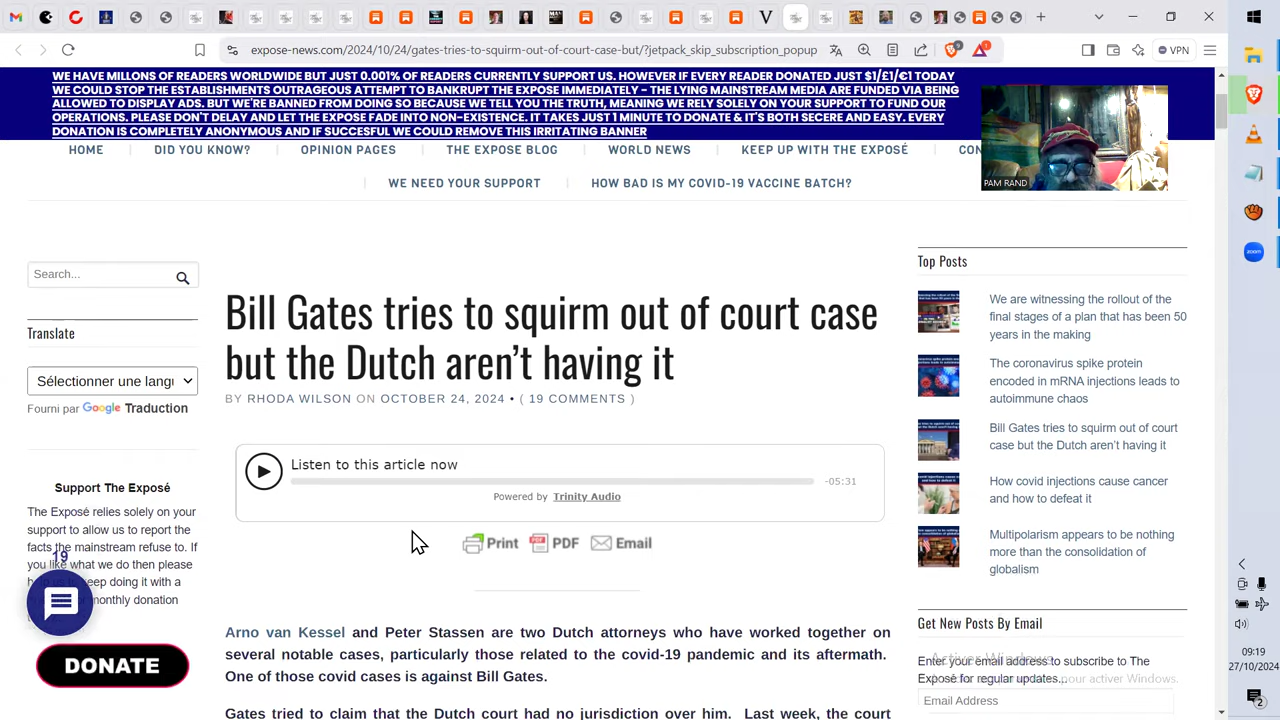 expose-news.com/2024/10/24/gates-tries-to-squirm-out-of-court-case-but/?jetpack_skip_subscription_popup
VPN
WE HAVE MILLONS OF READERS WORLDWIDE BUT JUST 0.001% OF READERS CURRENTLY SUPPORT US. HOWEVER IF EVERY READER DONATED JUST $1/£1/€1 TODAY
WE COULD STOP THE ESTABLISHMENTS OUTRAGEOUS ATTEMPT TO BANKRUPT THE EXPOSE IMMEDIATELY - THE LYING MAINSTREAM MEDIA ARE FUNDED VIA BEING
ALLOWED TO DISPLAY ADS. BUT WE'RE BANNED FROM DOING SO BECAUSE WE TELL YOU THE TRUTH, MEANING WE RELY SOLELY ON YOUR SUPPORT TO FUND OUR
OPERATIONS. PLEASE DON'T DELAY AND LET THE EXPOSE FADE INTO NON-EXISTENCE. IT TAKES JUST 1 MINUTE TO DONATE & IT'S BOTH SECERE AND EASY. EVERY
DONATION IS COMPLETELY ANONYMOUS AND IF SUCCESFUL WE COULD REMOVE THIS IRRITATING BANNER
PAM RAND
HOME
DID YOU KNOW?
OPINION PAGES
THE EXPOSE BLOG
WORLD NEWS
KEEP UP WITH THE EXPOSÉ
CON
WE NEED YOUR SUPPORT
HOW BAD IS MY COVID-19 VACCINE BATCH?
Search...
Translate
Sélectionner une langu
Fourni par Google Traduction
Support The Exposé
The Exposé relies solely on your
support to allow us to report the
facts the mainstream refuse to. If
you like what we do then please
keep doing it with a
monthly donation
19
DONATE
Bill Gates tries to squirm out of court case
but the Dutch aren't having it
BY RHODA WILSON ON OCTOBER 24, 2024 • ( 19 COMMENTS )
Listen to this article now
-05:31
Powered by Trinity Audio
Print PDF Email
Arno van Kessel and Peter Stassen are two Dutch attorneys who have worked together on
several notable cases, particularly those related to the covid-19 pandemic and its aftermath.
One of those covid cases is against Bill Gates.
Gates tried to claim that the Dutch court had no jurisdiction over him. Last week, the court
Top Posts
We are witnessing the rollout of the
final stages of a plan that has been 50
years in the making
The coronavirus spike protein
encoded in mRNA injections leads to
autoimmune chaos
Bill Gates tries to squirm out of court
case but the Dutch aren't having it
How covid injections cause cancer
and how to defeat it
Multipolarism appears to be nothing
more than the consolidation of
globalism
Get New Posts By Email
Activer Windows
Enter your email address to subscribe to The
Exposé for regular updates...
pour activer Windows.
Email Address
zoom
09:19
27/10/2024
2